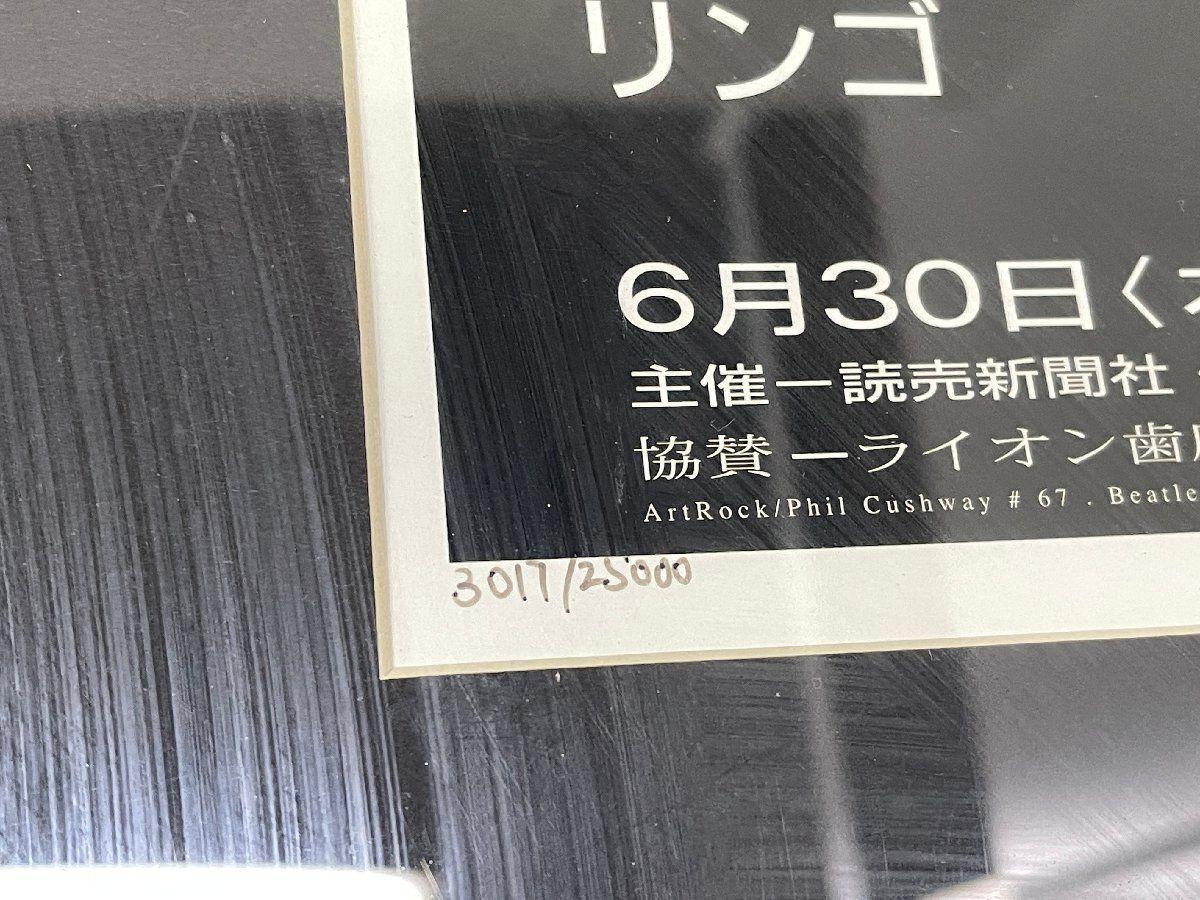 リンゴ
6月30日〈
主催ー読売新聞社
協賛ーライオン歯
ArtRock/Phil Cushway # 67 . Beatle
3017/25000